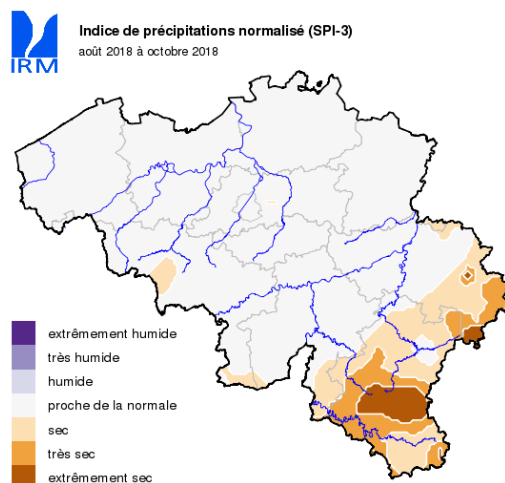 Indice de précipitations normalisé (SPI-3)
août 2018 à octobre 2018
IRM
extrêmement humide
très humide
humide
proche de la normale
sec
très sec
extrêment sec